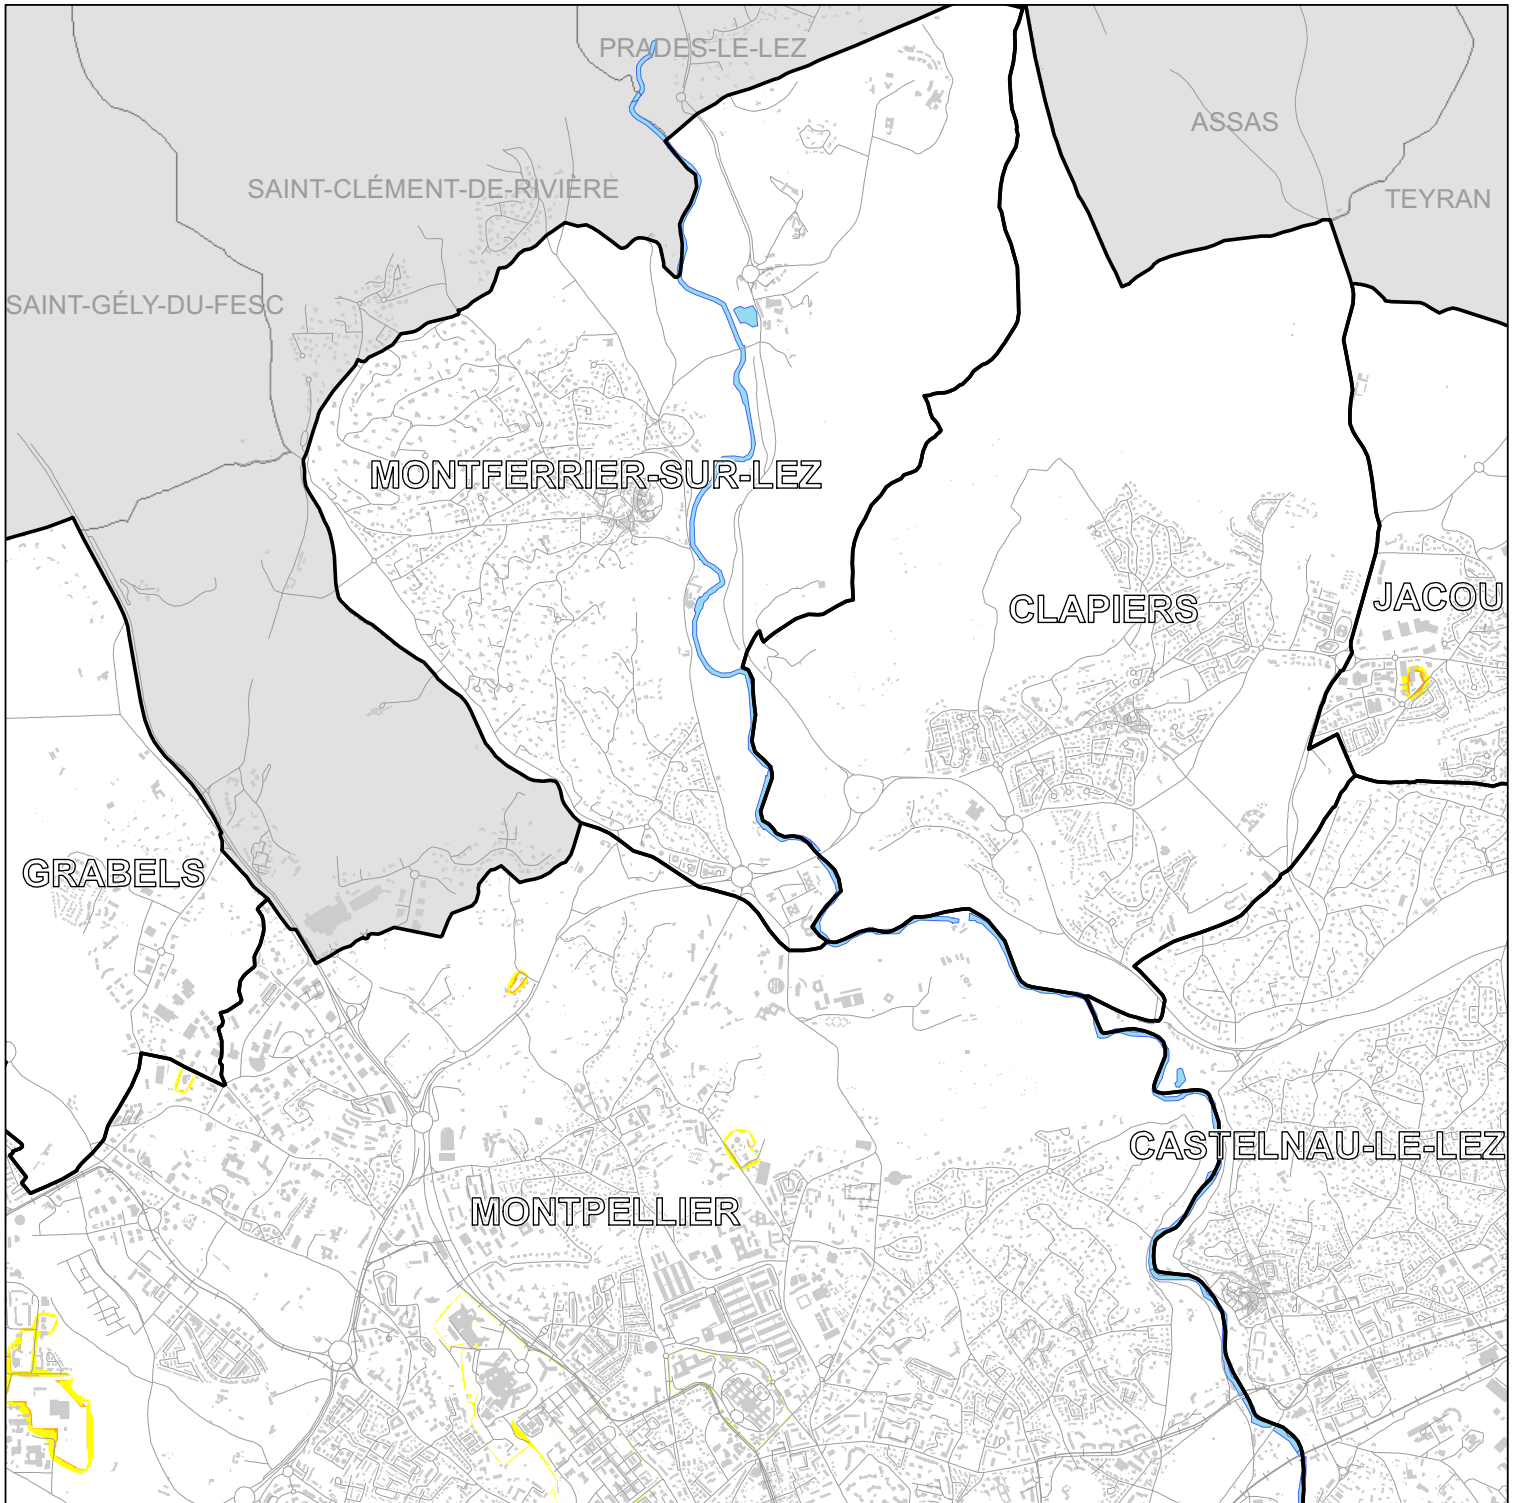 PRADES-LE-LEZ
ASSAS
SAINT-CLÉMENT-DE-RIVIÈRE
TEYRAN
SAINT-GÉLY-DU-FESC
MONTFERRIER-SUR-LEZ
CLAPIERS
JACOU
GRABELS
CASTELNAU-LE-LEZ
MONTPELLIER